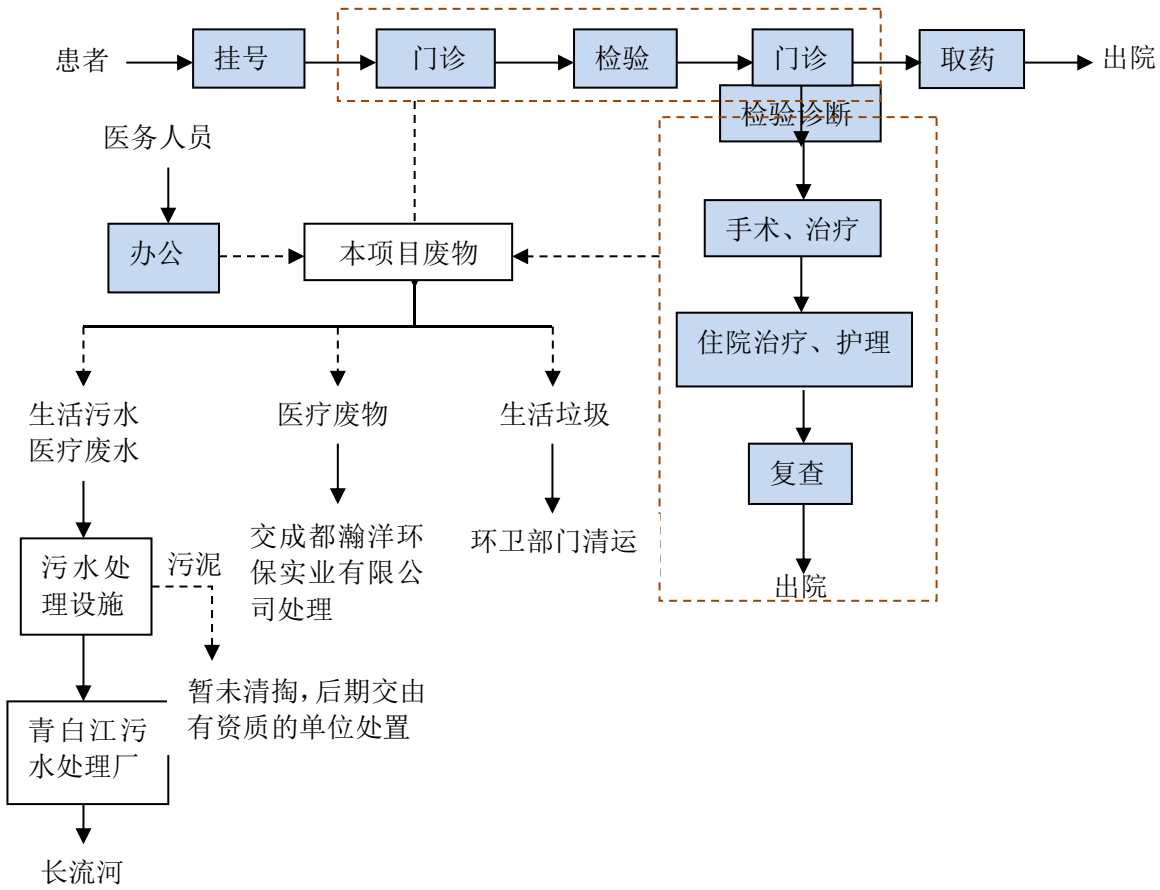 患者
挂号
门诊
检验
门诊
取药
出院
检验诊断
医务人员
手术、治疗
办公
本项目废物
住院治疗、护理
生活污水
医疗废水
医疗废物
生活垃圾
复查
交成都瀚洋环
保实业有限公
司处理
环卫部门清运
出院
污水处
理设施
污泥
暂未清掏，后期交由
有资质的单位处置
青白江污
水处理厂
长流河